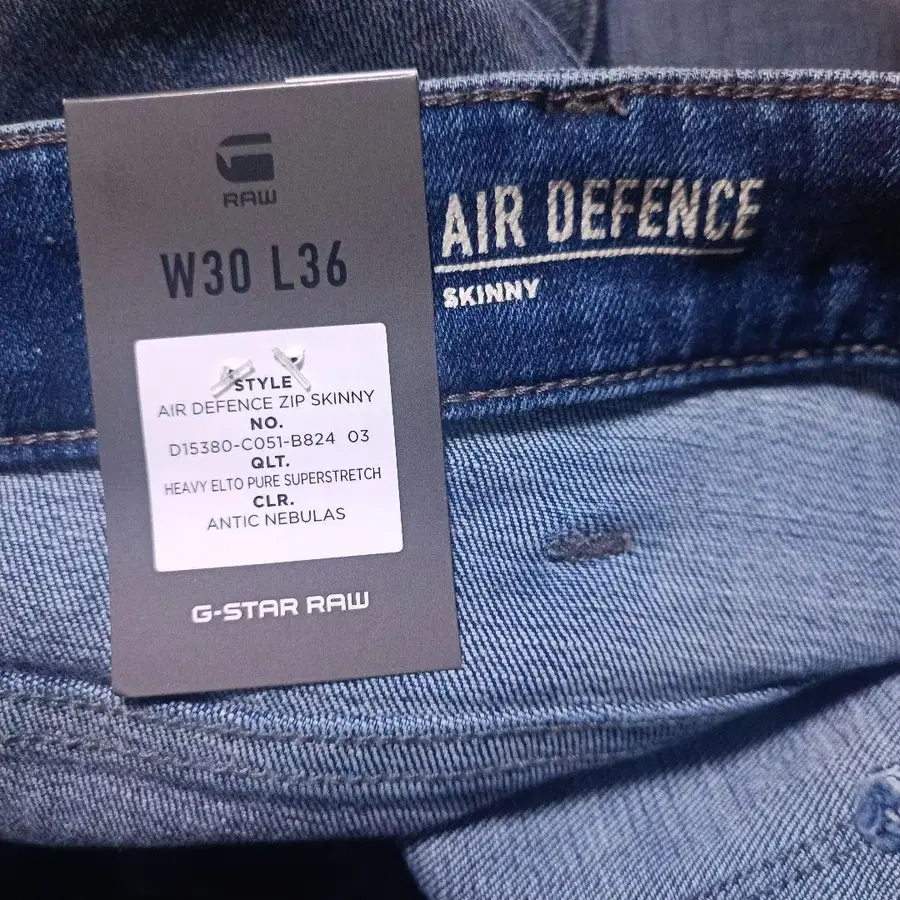 RAW
W30 L36
STYLE
AIR DEFENCE ZIP SKINNY
NO.
D15380-C051-B824 03
QLT.
HEAVY ELTO PURE SUPERSTRETCH
CLR.
ANTIC NEBULAS
G-STAR RAW
AIR DEFENCE
SKINNY